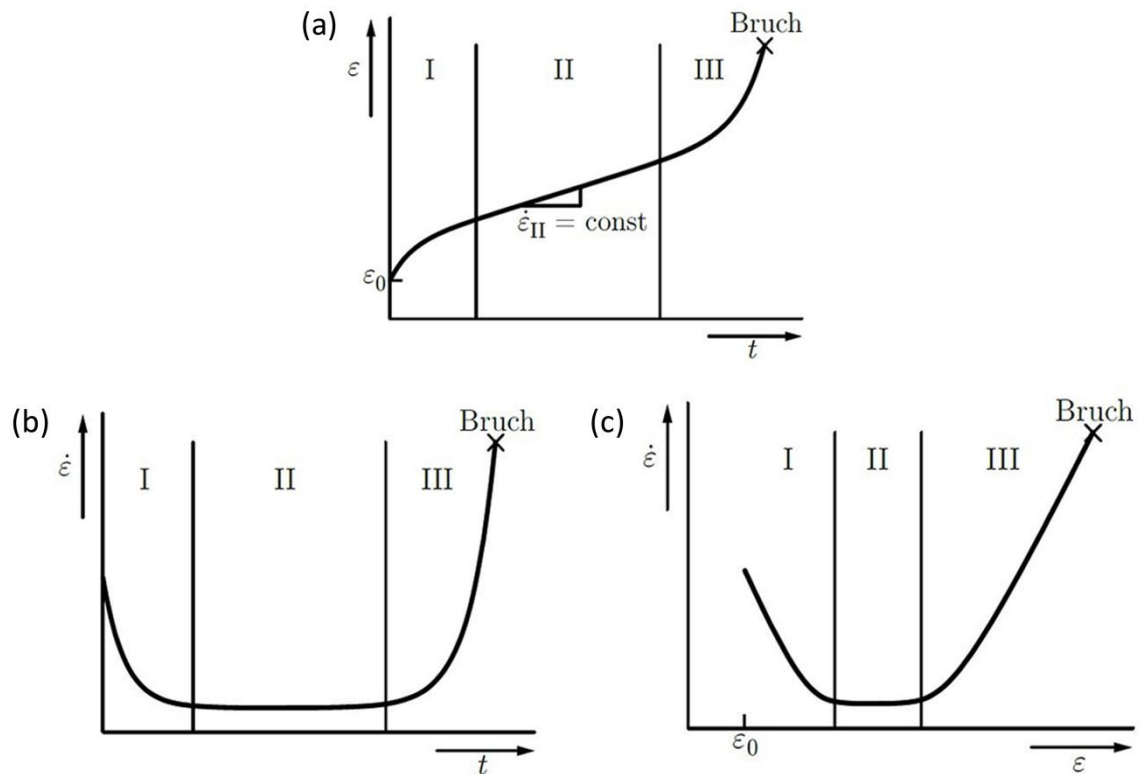 (a)
Bruch
ε
I
II
III
ε̇II = const
ε0
t
(b)
Bruch
ε̇
I
II
III
t
(c)
Bruch
ε̇
I
II
III
ε0
ε